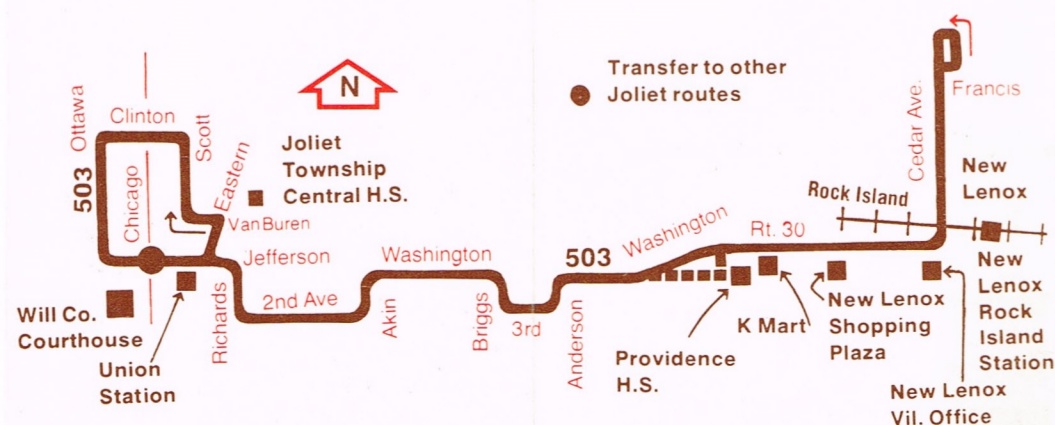 Ottawa
Clinton
Scott
503
Chicago
Eastern
VanBuren
N
Joliet
Township
Central H.S.
Jefferson
Will Co.
Courthouse
Union
Station
Richards
2nd Ave
Akin
Washington
Briggs
3rd
Anderson
503
Washington
Rt. 30
Transfer to other
Joliet routes
Providence
H.S.
K Mart
New Lenox
Shopping
Plaza
New Lenox
Vil. Office
Rock Island
Cedar Ave.
Francis
New
Lenox
New
Lenox
Rock
Island
Station